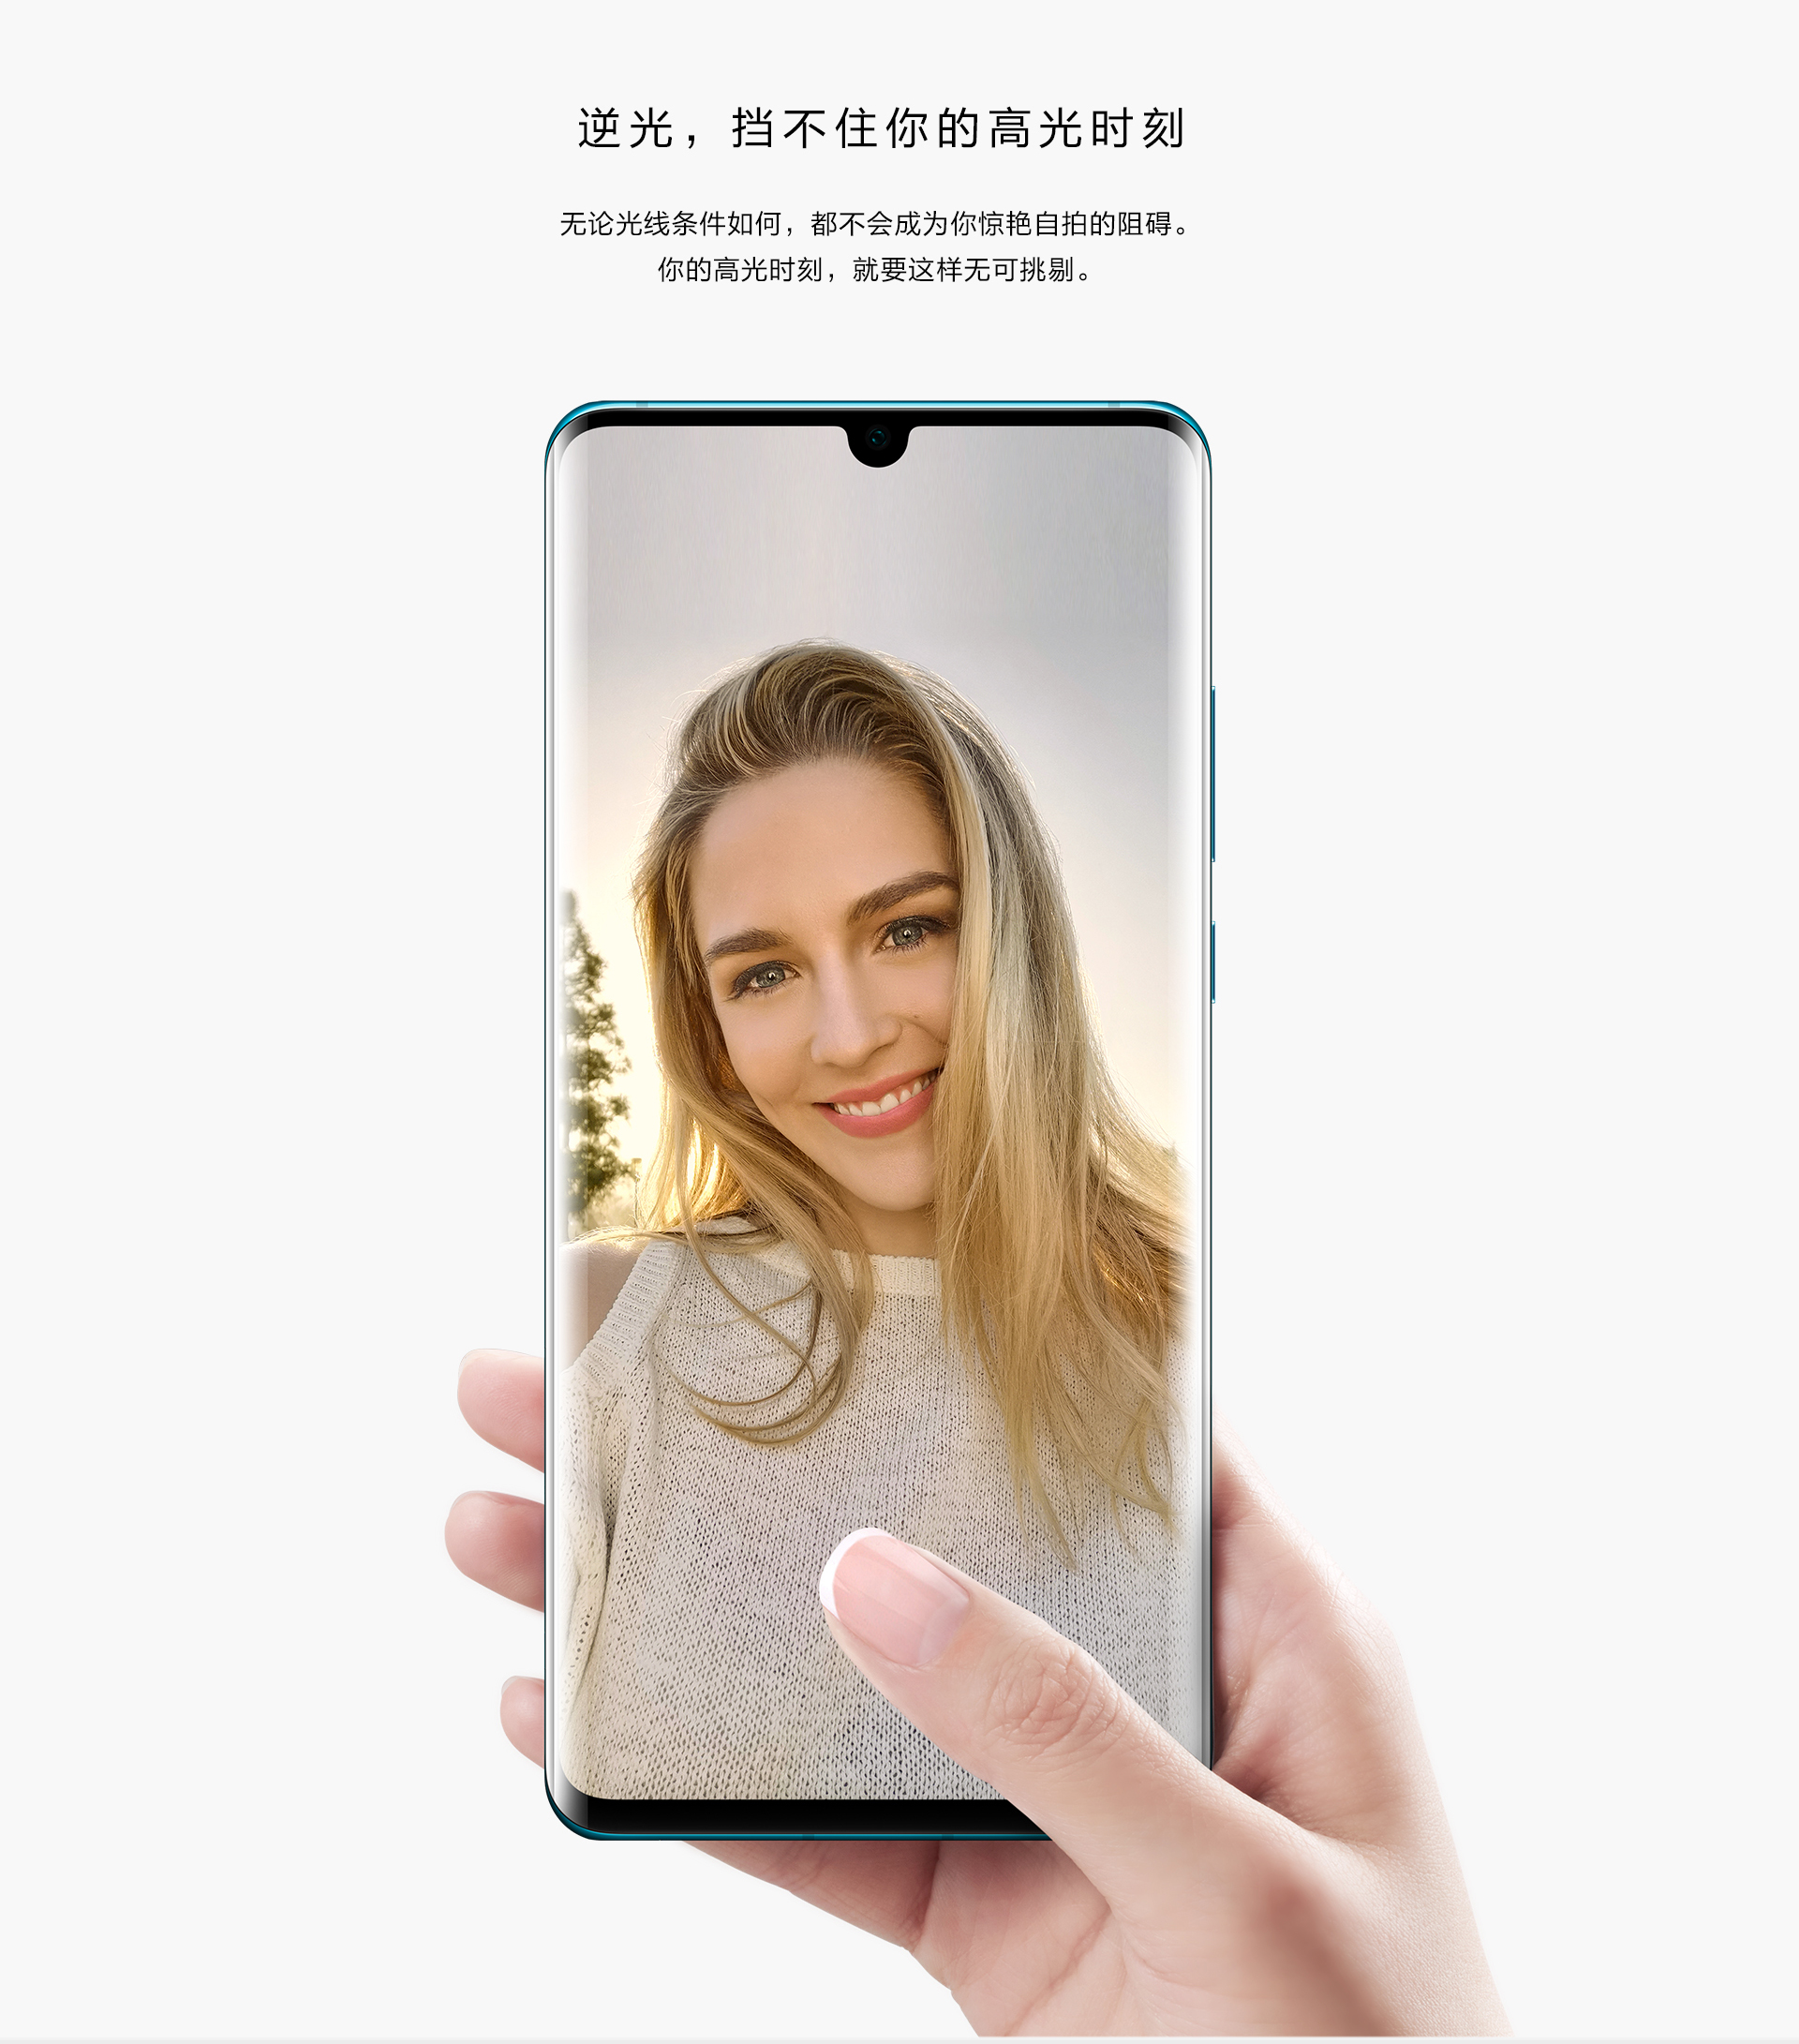 逆光，挡不住你的高光时刻
无论光线条件如何，都不会成为你惊艳自拍的阻碍。
你的高光时刻，就要这样无可挑剔。